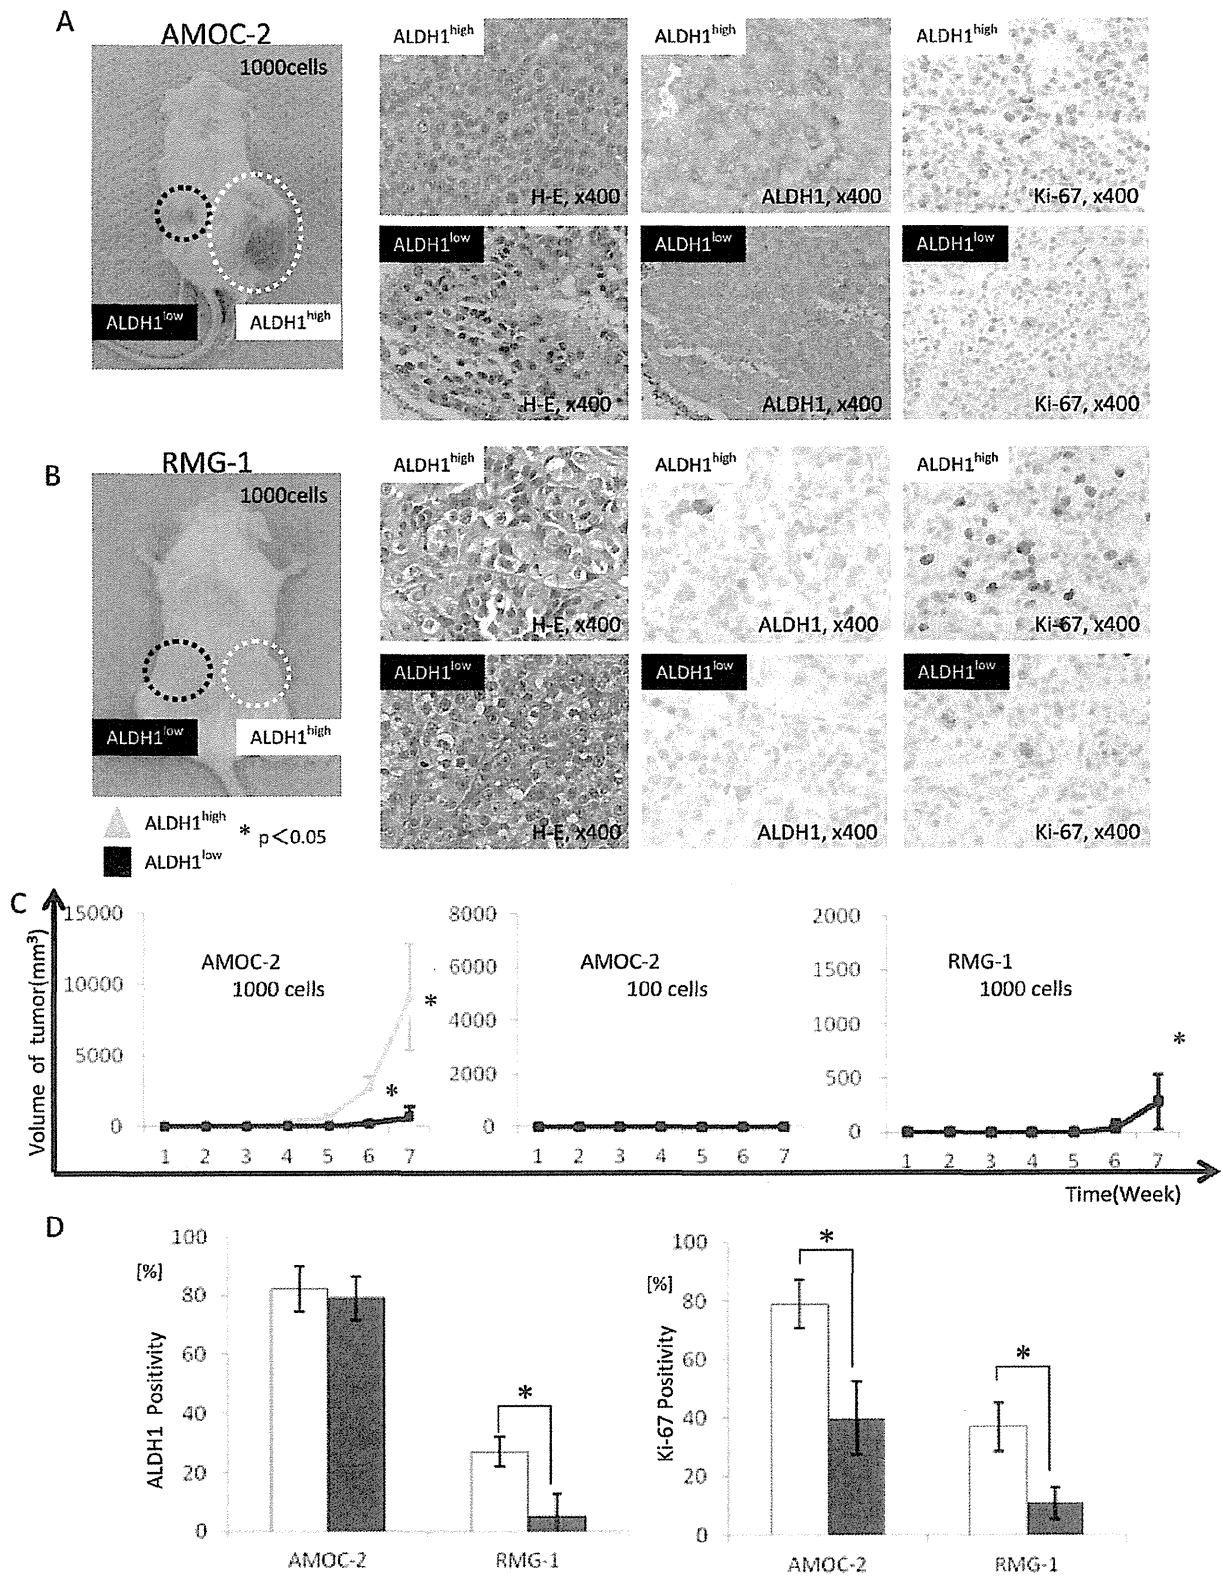 A
AMOC-2
1000cells
ALDH1low
ALDH1high
ALDH1high
H-E, x400
ALDH1high
ALDH1, x400
ALDH1high
Ki-67, x400
ALDH1low
H-E, x400
ALDH1low
ALDH1, x400
ALDH1low
Ki-67, x400
B
RMG-1
1000cells
ALDH1low
ALDH1high
ALDH1high
H-E, x400
ALDH1high
ALDH1, x400
ALDH1high
Ki-67, x400
ALDH1low
H-E, x400
ALDH1low
ALDH1, x400
ALDH1low
Ki-67, x400
ALDH1high
* p<0.05
ALDH1low
C
Volume of tumor(mm³)
15000
10000
5000
0
AMOC-2
1000 cells
*
*
1 2 3 4 5 6 7
8000
6000
4000
2000
0
AMOC-2
100 cells
1 2 3 4 5 6 7
2000
1500
1000
500
0
RMG-1
1000 cells
*
1 2 3 4 5 6 7
Time(Week)
D
[%]
ALDH1 Positivity
100
80
60
40
20
0
*
AMOC-2
RMG-1
[%]
Ki-67 Positivity
100
80
60
40
20
0
*
*
AMOC-2
RMG-1